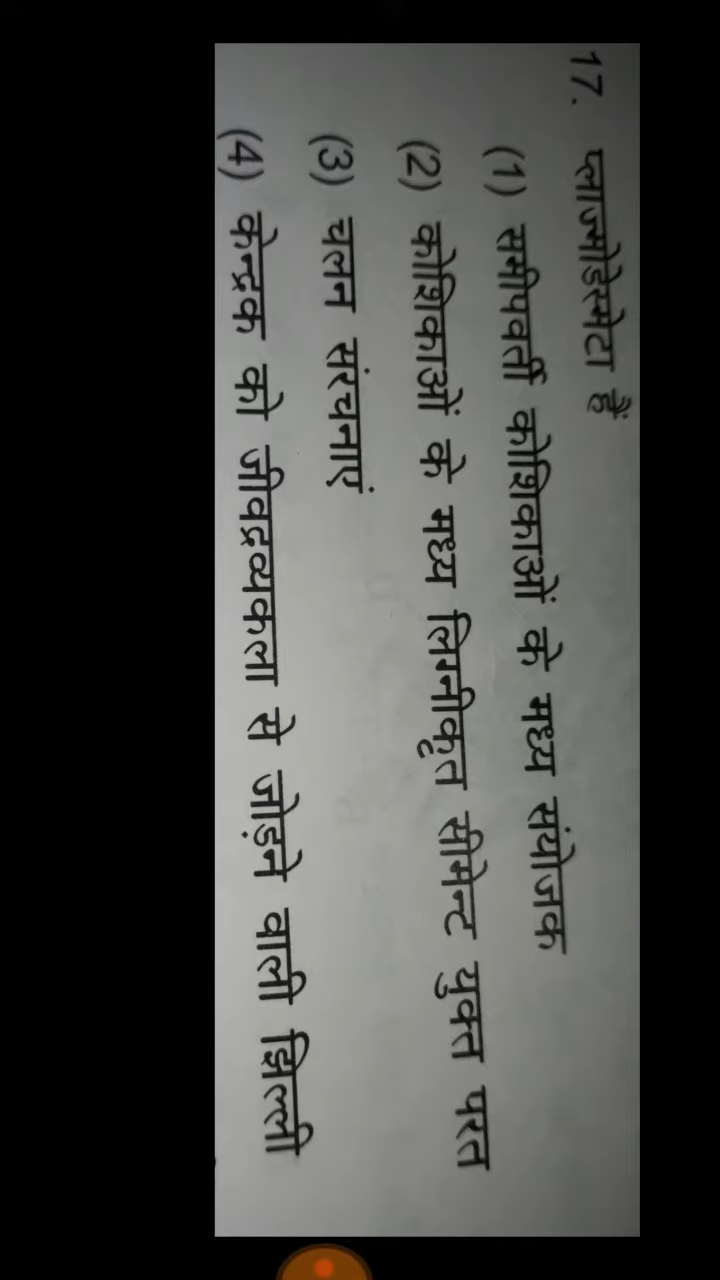 17. प्लाज्मोडेस्मेटा हैं
(1) समीपवर्ती कोशिकाओं के मध्य संयोजक
(2) कोशिकाओं के मध्य लिग्नीकृत सीमेन्ट युक्त परत
(3) चलन संरचनाएं
(4) केन्द्रक को जीवद्रव्यकला से जोड़ने वाली झिल्ली